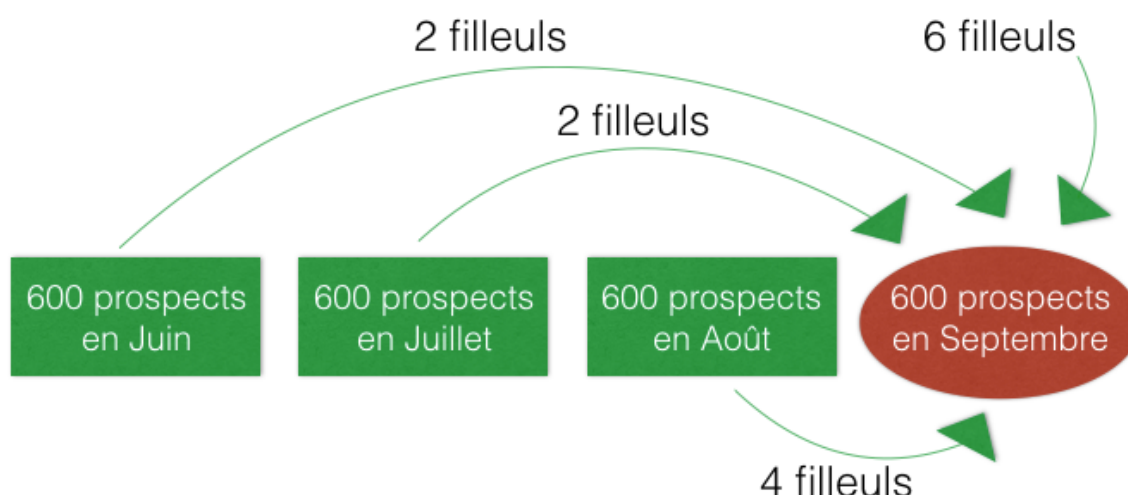 2 filleuls
6 filleuls
2 filleuls
600 prospects
en Juin
600 prospects
en Juillet
600 prospects
en Août
600 prospects
en Septembre
4 filleuls